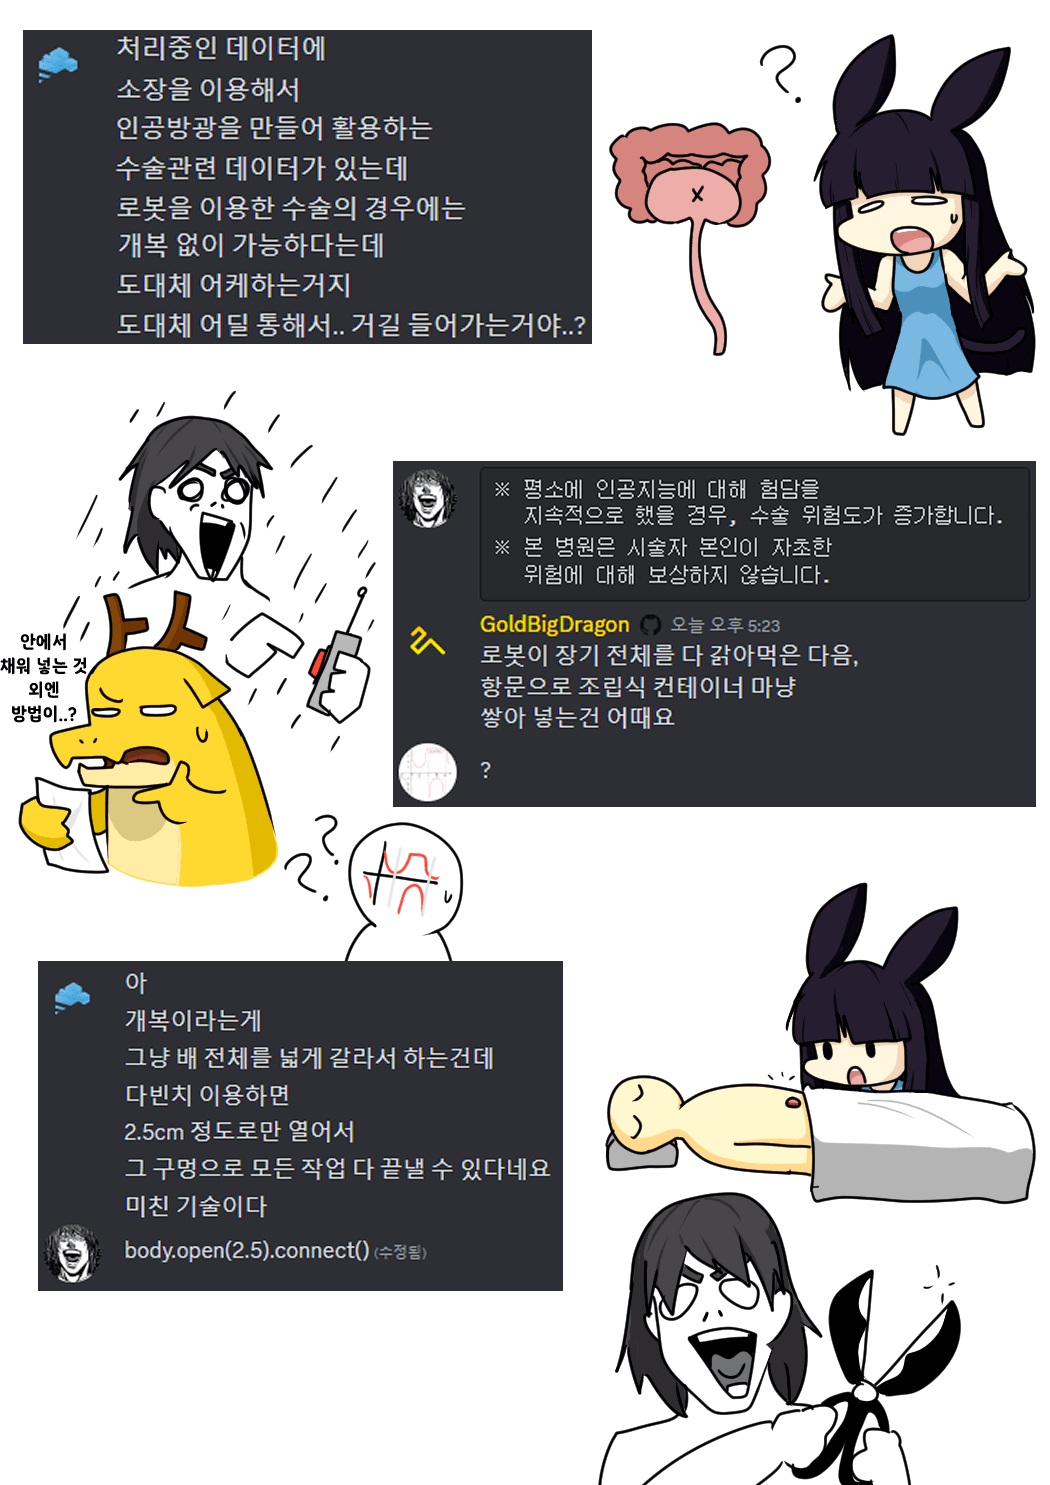 처리중인 데이터에
소장을 이용해서
인공방광을 만들어 활용하는
수술관련 데이터가 있는데
로봇을 이용한 수술의 경우에는
개복 없이 가능하다는데
도대체 어케하는거지
도대체 어딜 통해서.. 거길 들어가는거야..?
?
※ 평소에 인공지능에 대해 험담을
지속적으로 했을 경우, 수술 위험도가 증가합니다.
※ 본 병원은 시술자 본인이 자초한
위험에 대해 보상하지 않습니다.
GoldBigDragon 오늘 오후 5:23
로봇이 장기 전체를 다 갉아먹은 다음,
항문으로 조립식 컨테이너 마냥
쌓아 넣는건 어때요
?
안에서
채워 넣는 것
외엔
방법이..?
? ?
아
개복이라는게
그냥 배 전체를 넓게 갈라서 하는건데
다빈치 이용하면
2.5cm 정도로만 열어서
그 구멍으로 모든 작업 다 끝낼 수 있다네요
미친 기술이다
body.open(2.5).connect() (수정됨)